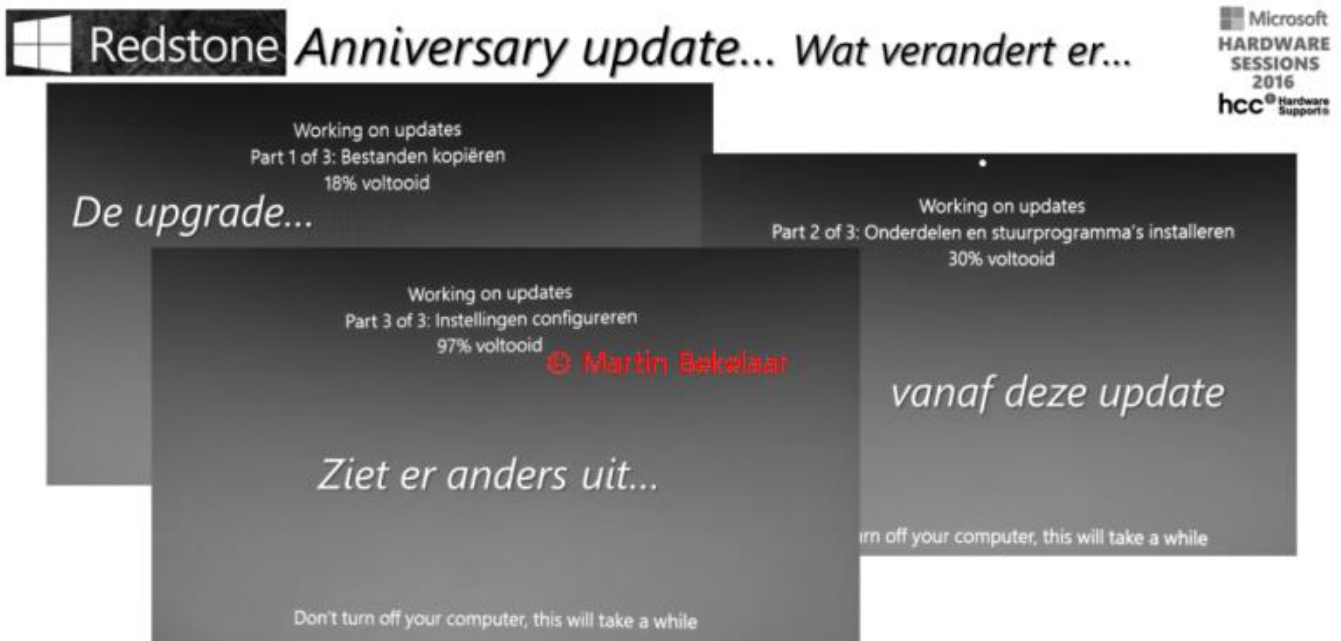 Redstone Anniversary update... Wat verandert er...
Microsoft
HARDWARE
SESSIONS
2016
hcc Hardware
Support
Working on updates
Part 1 of 3: Bestanden kopiëren
18% voltooid
De upgrade...
Working on updates
Part 2 of 3: Onderdelen en stuurprogramma's installeren
30% voltooid
Working on updates
Part 3 of 3: Instellingen configureren
97% voltooid
© Martin Bekelaar
vanaf deze update
Ziet er anders uit...
rn off your computer, this will take a while
Don't turn off your computer, this will take a while